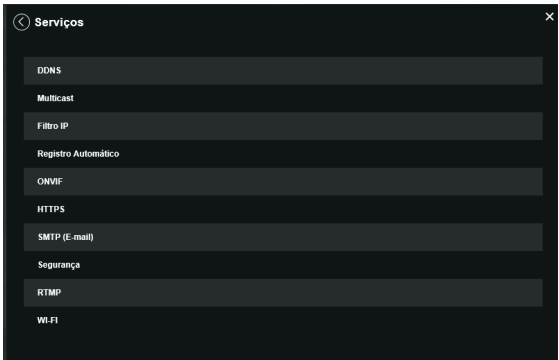 Serviços
DDNS
Multicast
Filtro IP
Registro Automático
ONVIF
HTTPS
SMTP (E-mail)
Segurança
RTMP
WI-FI